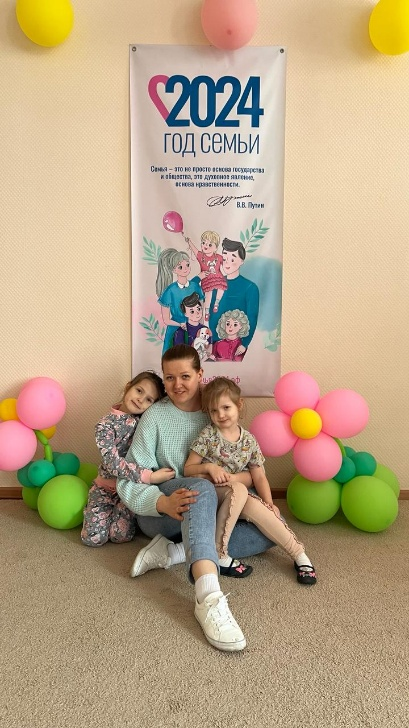 2024
ГОД СЕМЬИ
Семья – это не просто основа государства
и общества, это духовное явление,
основа нравственности.
В.В. Путин